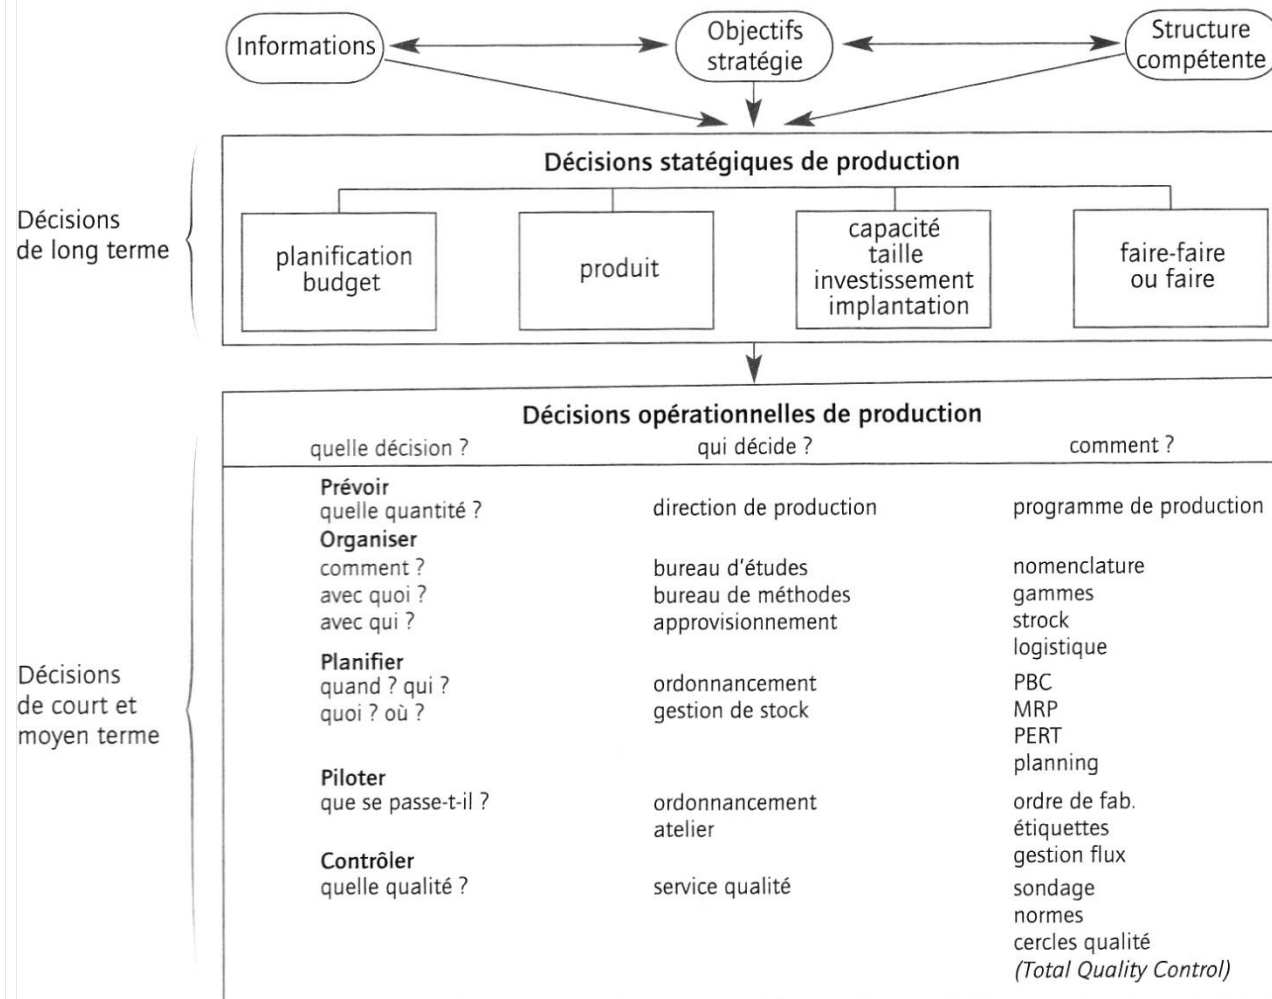 Informations
Objectifs
stratégie
Structure
compétente
Décisions
de long terme
Décisions statégiques de production
planification
budget
produit
capacité
taille
investissement
implantation
faire-faire
ou faire
Décisions
de court et
moyen terme
Décisions opérationnelles de production
quelle décision ? qui décide ? comment ?
Prévoir
quelle quantité ? direction de production programme de production
Organiser
comment ? bureau d'études nomenclature
avec quoi ? bureau de méthodes gammes
avec qui ? approvisionnement strock
logistique
Planifier
quand ? qui ? ordonnancement PBC
quoi ? où ? gestion de stock MRP
PERT
planning
Piloter
que se passe-t-il ? ordonnancement ordre de fab.
atelier étiquettes
gestion flux
Contrôler
quelle qualité ? service qualité sondage
normes
cercles qualité
(Total Quality Control)